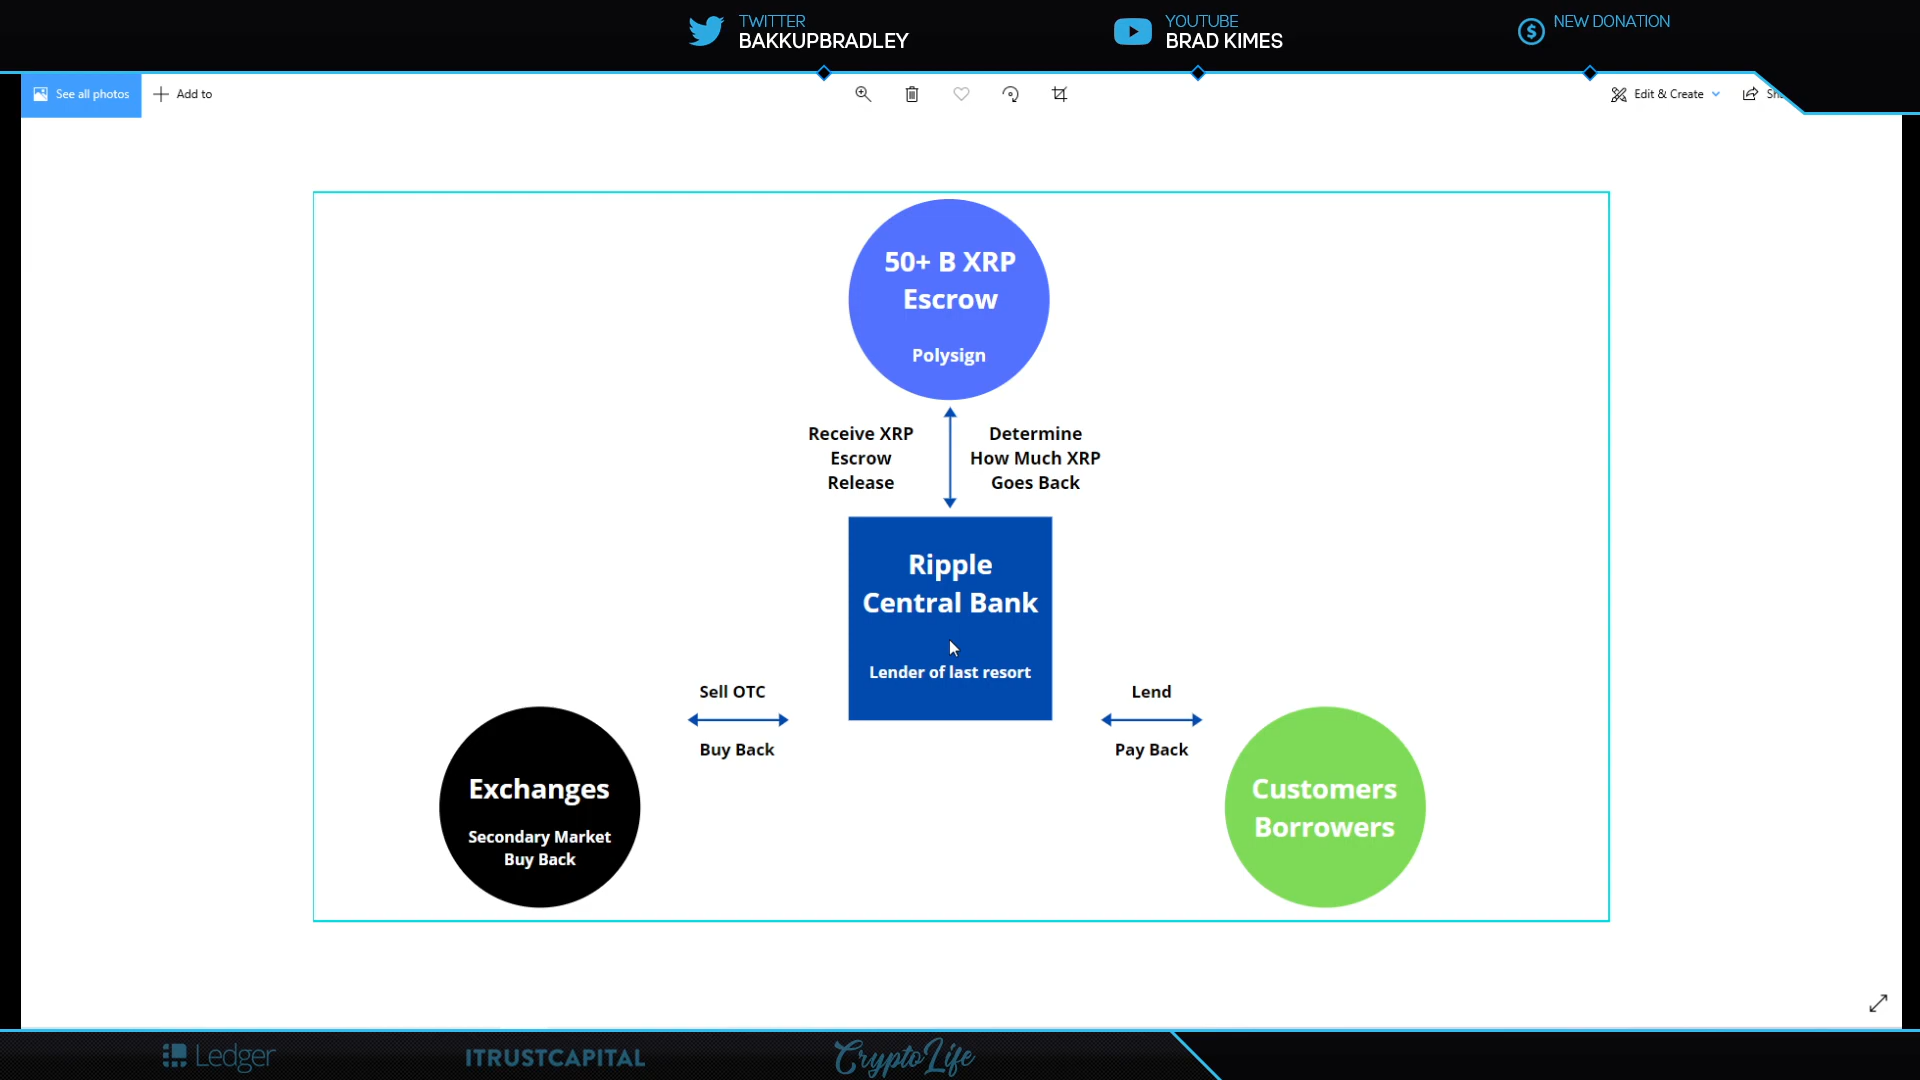 TWITTER
BAKKUPBRADLEY
YOUTUBE
BRAD KIMES
NEW DONATION
See all photos
Add to
Edit & Create
50+ B XRP
Escrow
Polysign
Receive XRP
Escrow
Release
Determine
How Much XRP
Goes Back
Ripple
Central Bank
Lender of last resort
Sell OTC
Buy Back
Lend
Pay Back
Exchanges
Secondary Market
Buy Back
Customers
Borrowers
Ledger
ITRUSTCAPITAL
CryptoLife